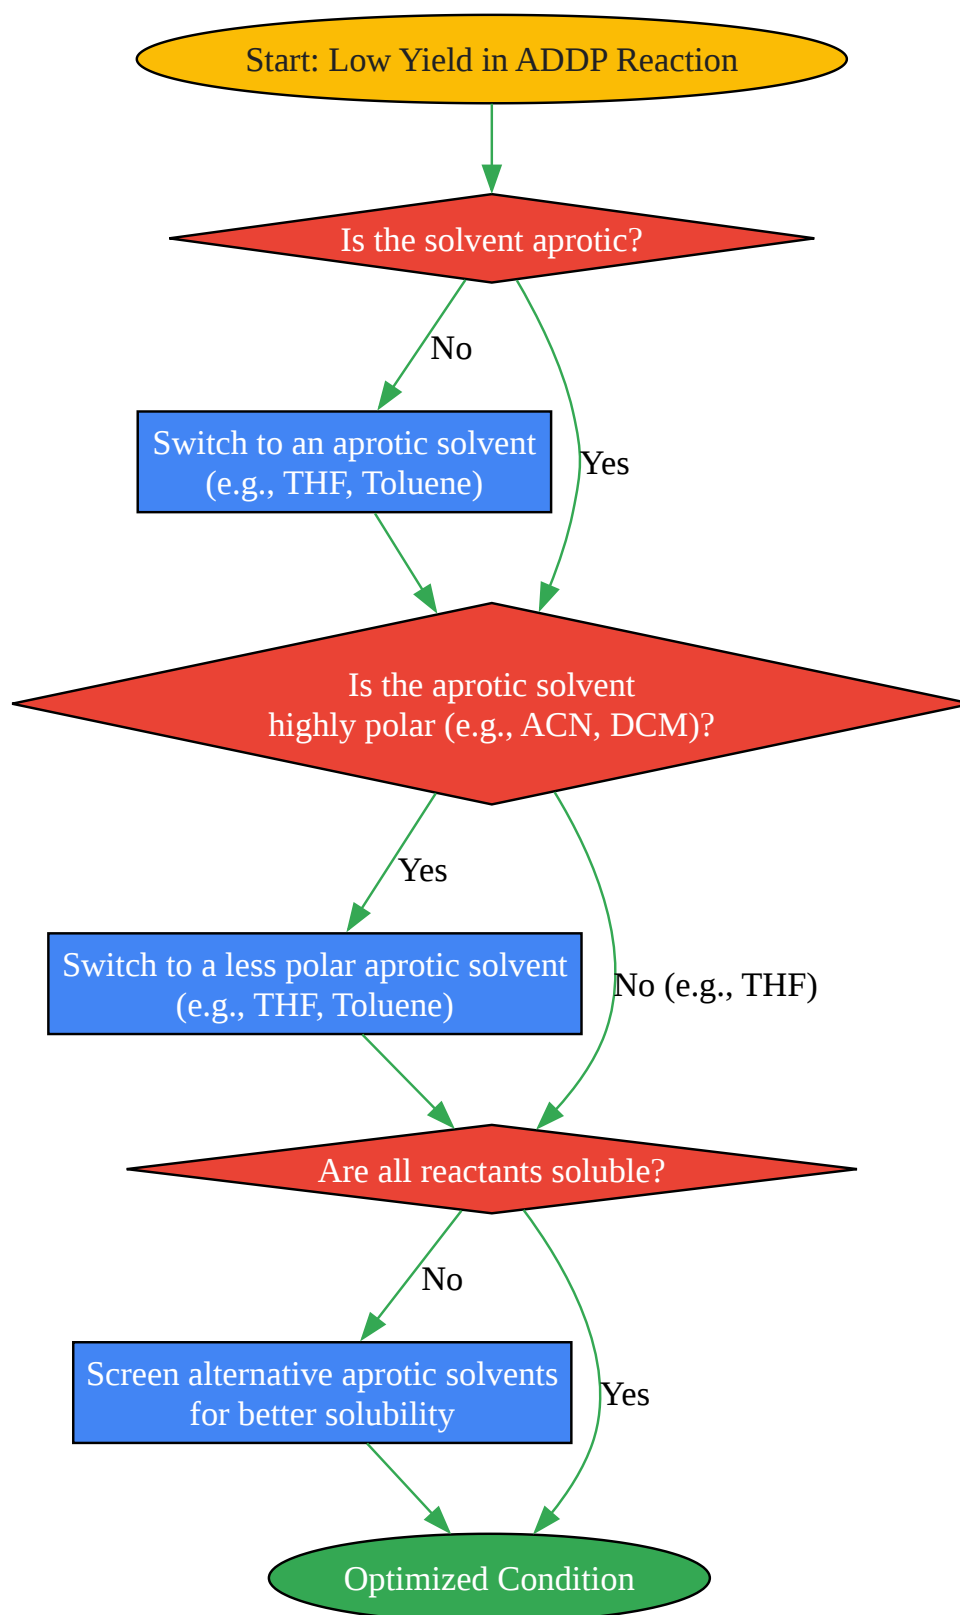 Start: Low Yield in ADDP Reaction
Is the solvent aprotic?
No
Switch to an aprotic solvent
(e.g., THF, Toluene)
Yes
Is the aprotic solvent
highly polar (e.g., ACN, DCM)?
Yes
Switch to a less polar aprotic solvent
(e.g., THF, Toluene)
No (e.g., THF)
Are all reactants soluble?
No
Screen alternative aprotic solvents
for better solubility
Yes
Optimized Condition